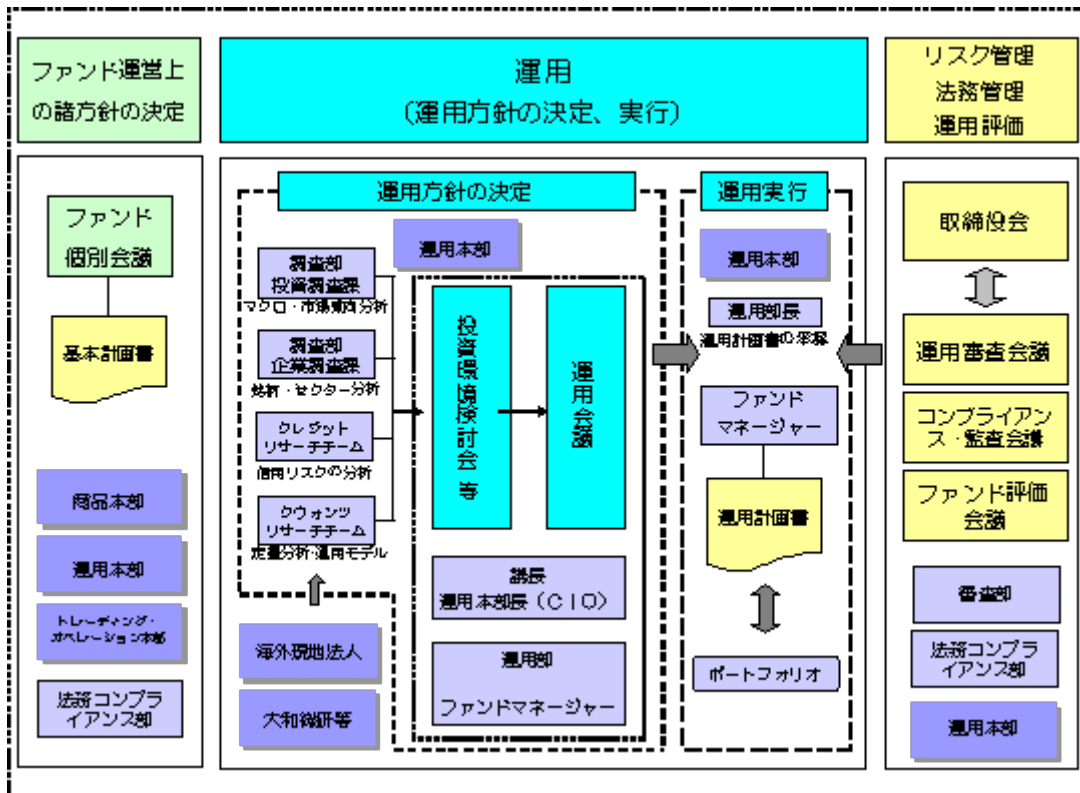 ファンド運営上
の諸方針の決定
運用
(運用方針の決定、実行)
リスク管理
法務管理
運用評価
ファンド
個別会議
基本計画書
商品本部
運用本部
トレーディング・
オペレーション本部
法務コンプラ
イアンス部
運用方針の決定
運用本部
調査部
投資調査課
マクロ・市場動向分析
調査部
企業調査課
銘柄・セクター分析
クレジット
リサーチチーム
信用リスクの分析
クウォンツ
リサーチチーム
定量分析・運用モデル
海外現地法人
大和総研等
投資環境検討会 等
運用会議
議長
運用本部長(CIO)
運用部
ファンドマネージャー
運用実行
運用本部
運用部長
運用計画書の承認
ファンド
マネージャー
運用計画書
ポートフォリオ
取締役会
運用審査会議
コンプライアン
ス・監査会議
ファンド評価
会議
審査部
法務コンプラ
イアンス部
運用本部